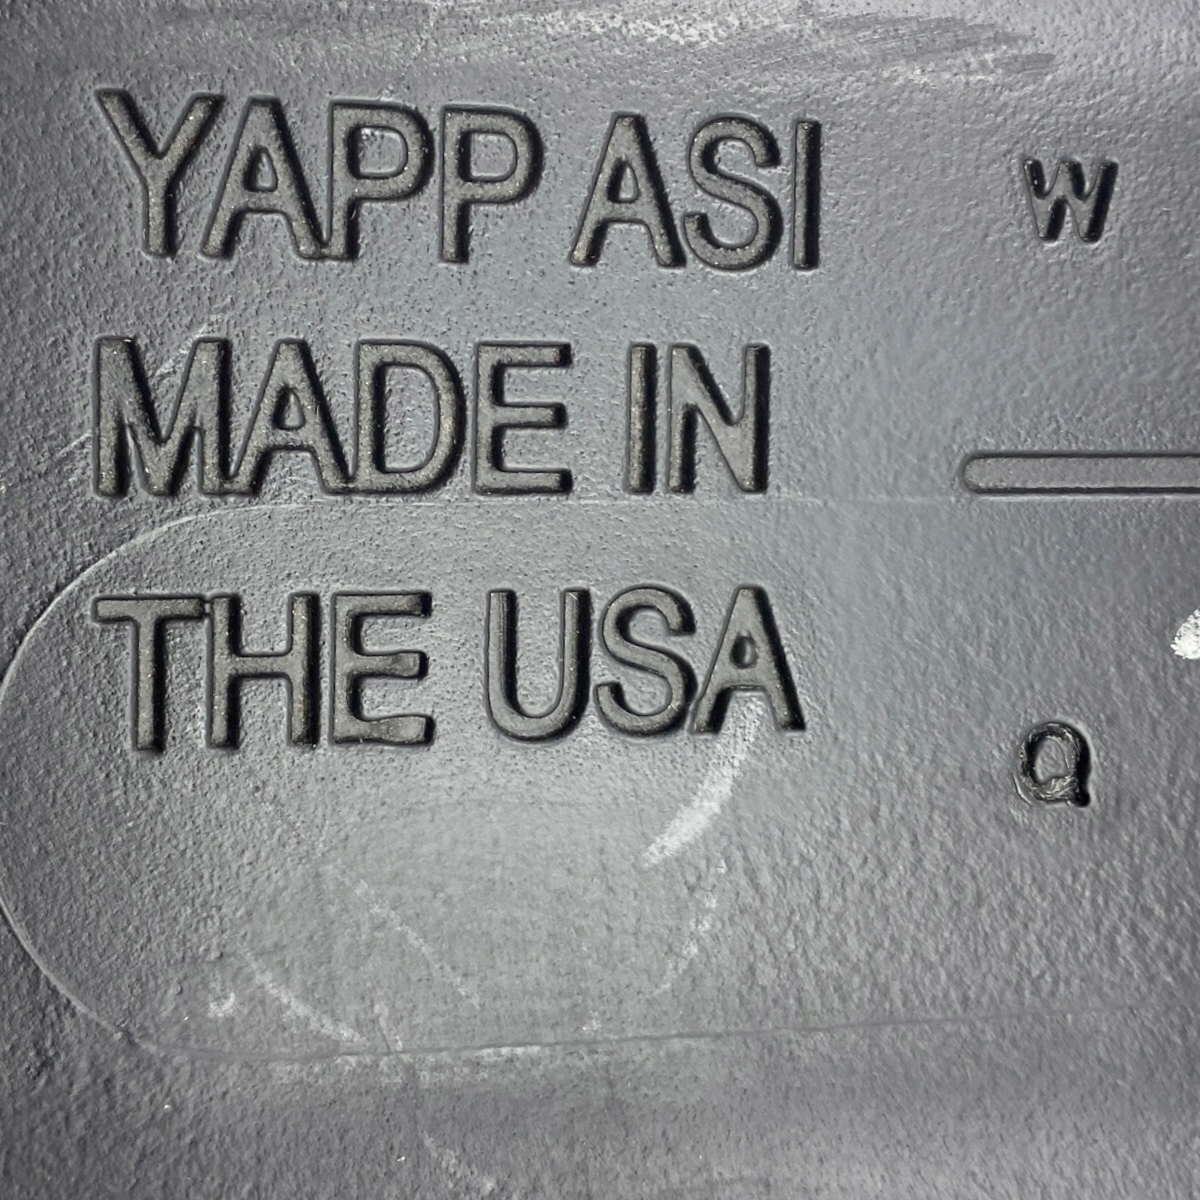 YAPP ASI
W
MADE IN
THE USA
Q